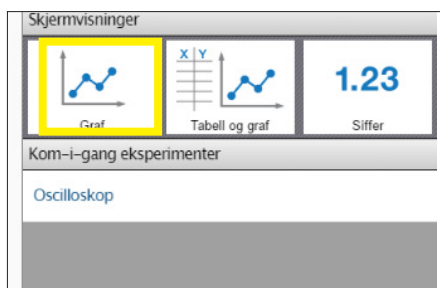 Skjermvisninger
X Y
1.23
Graf
Tabell og graf
Siffer
Kom-i-gang eksperimenter
Oscilloskop